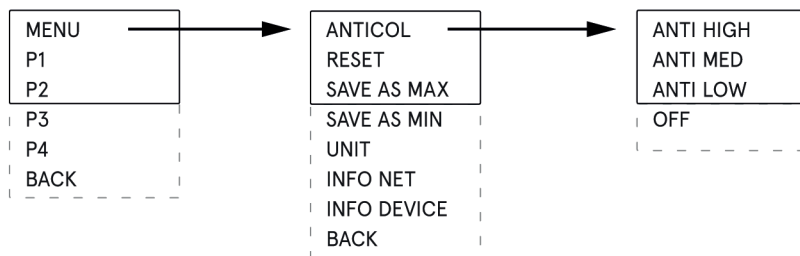 MENU
P1
P2
P3
P4
BACK
ANTICOL
RESET
SAVE AS MAX
SAVE AS MIN
UNIT
INFO NET
INFO DEVICE
BACK
ANTI HIGH
ANTI MED
ANTI LOW
OFF